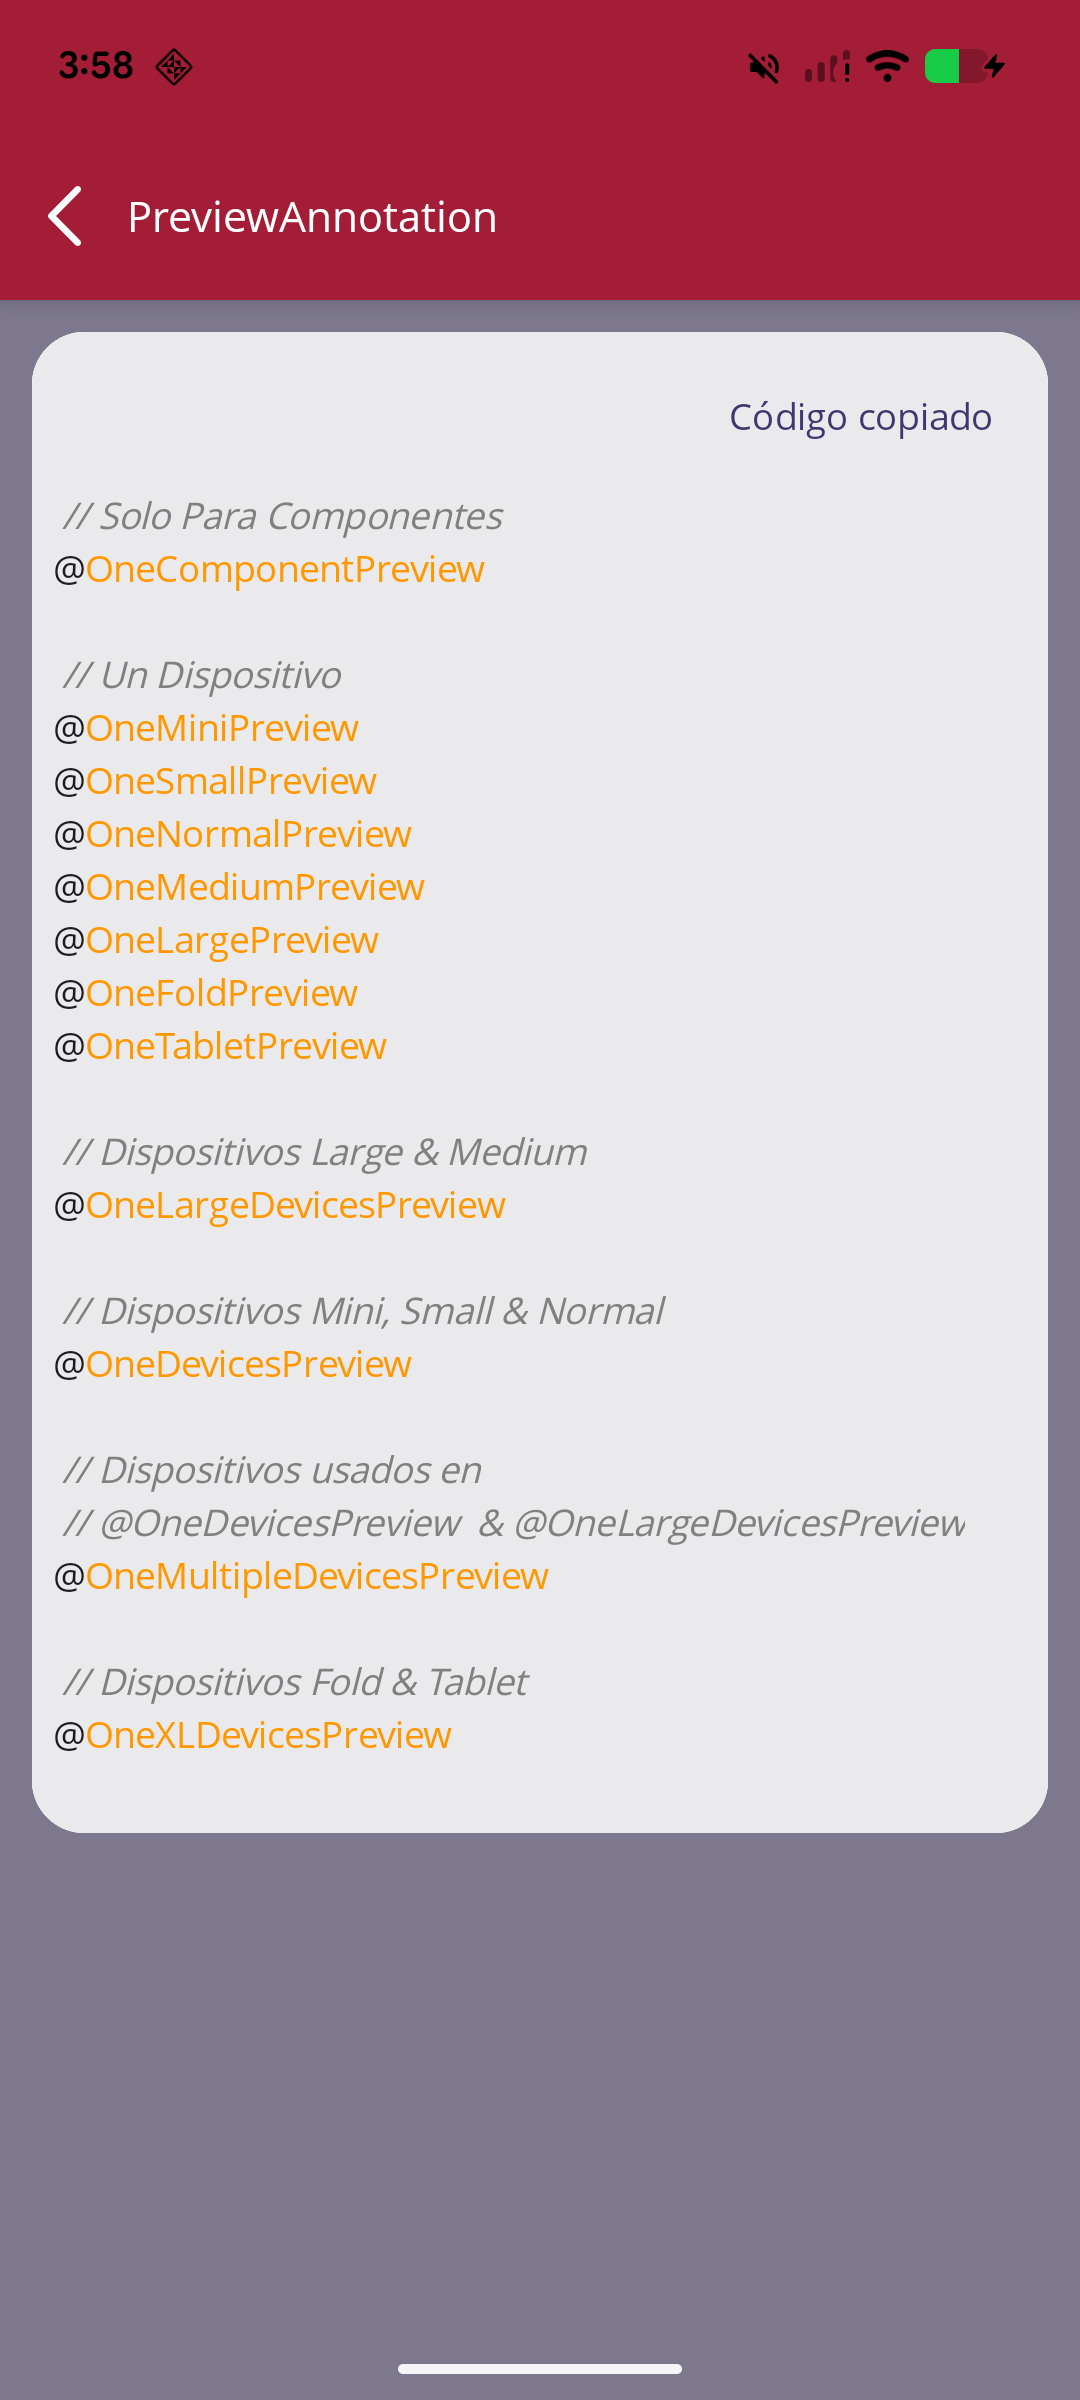 3:58
PreviewAnnotation
Código copiado
// Solo Para Componentes
@OneComponentPreview
// Un Dispositivo
@OneMiniPreview
@OneSmallPreview
@OneNormalPreview
@OneMediumPreview
@OneLargePreview
@OneFoldPreview
@OneTabletPreview
// Dispositivos Large & Medium
@OneLargeDevicesPreview
// Dispositivos Mini, Small & Normal
@OneDevicesPreview
// Dispositivos usados en
// @OneDevicesPreview  & @OneLargeDevicesPreview
@OneMultipleDevicesPreview
// Dispositivos Fold & Tablet
@OneXLDevicesPreview